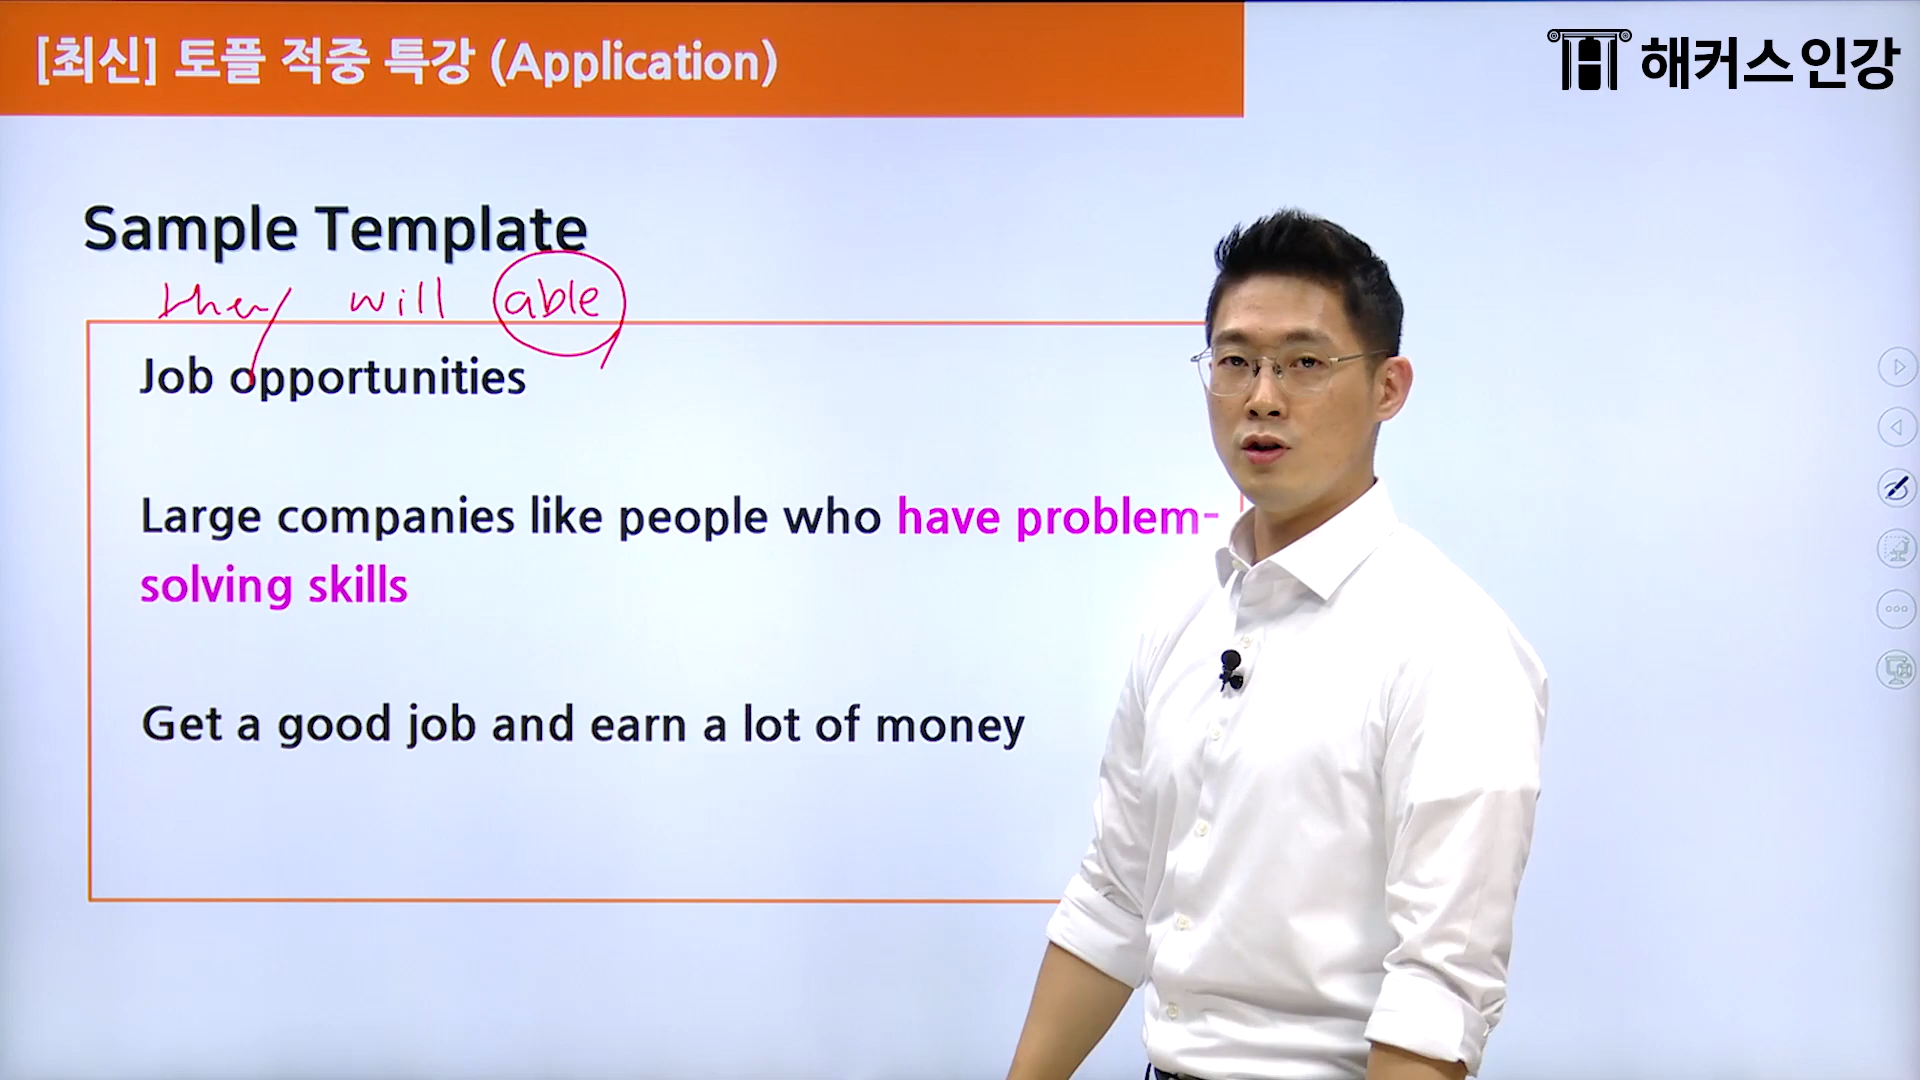 [최신] 토플 적중 특강 (Application)
해커스인강
Sample Template
they will able
Job opportunities
Large companies like people who have problem-
solving skills
Get a good job and earn a lot of money